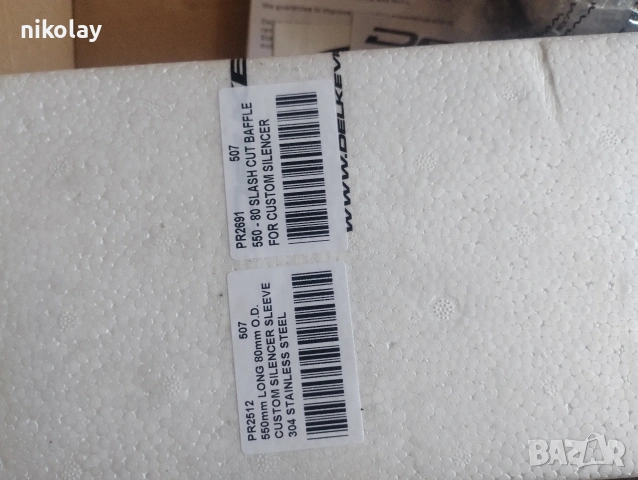 nikolay
PR2691 507
550 - 80 SLASH CUT BAFFLE
FOR CUSTOM SILENCER
PR2512 507
550mm LONG 80mm O.D.
CUSTOM SILENCER SLEEVE
304 STAINLESS STEEL
WWW.DELKEVI
BAZAR